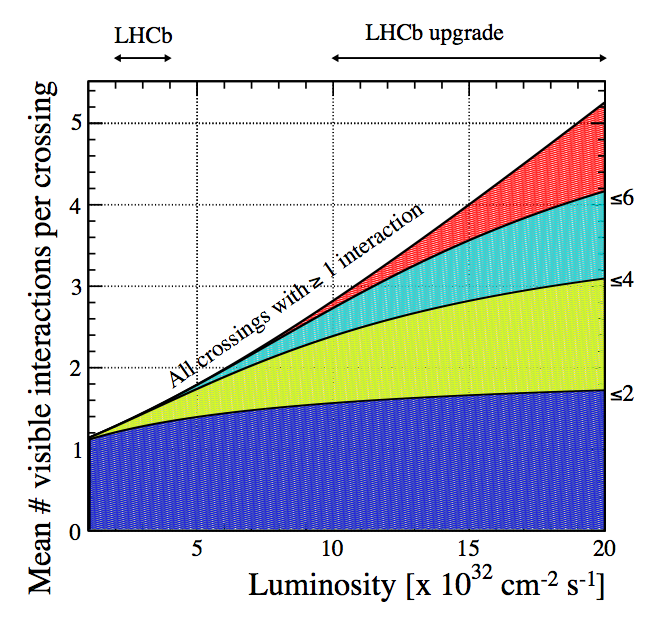 LHCb
LHCb upgrade
Mean # visible interactions per crossing
5
4
3
2
1
0
All crossings with ≥ 1 interaction
≤6
≤4
≤2
5
10
15
20
Luminosity [x 10³² cm⁻² s⁻¹]